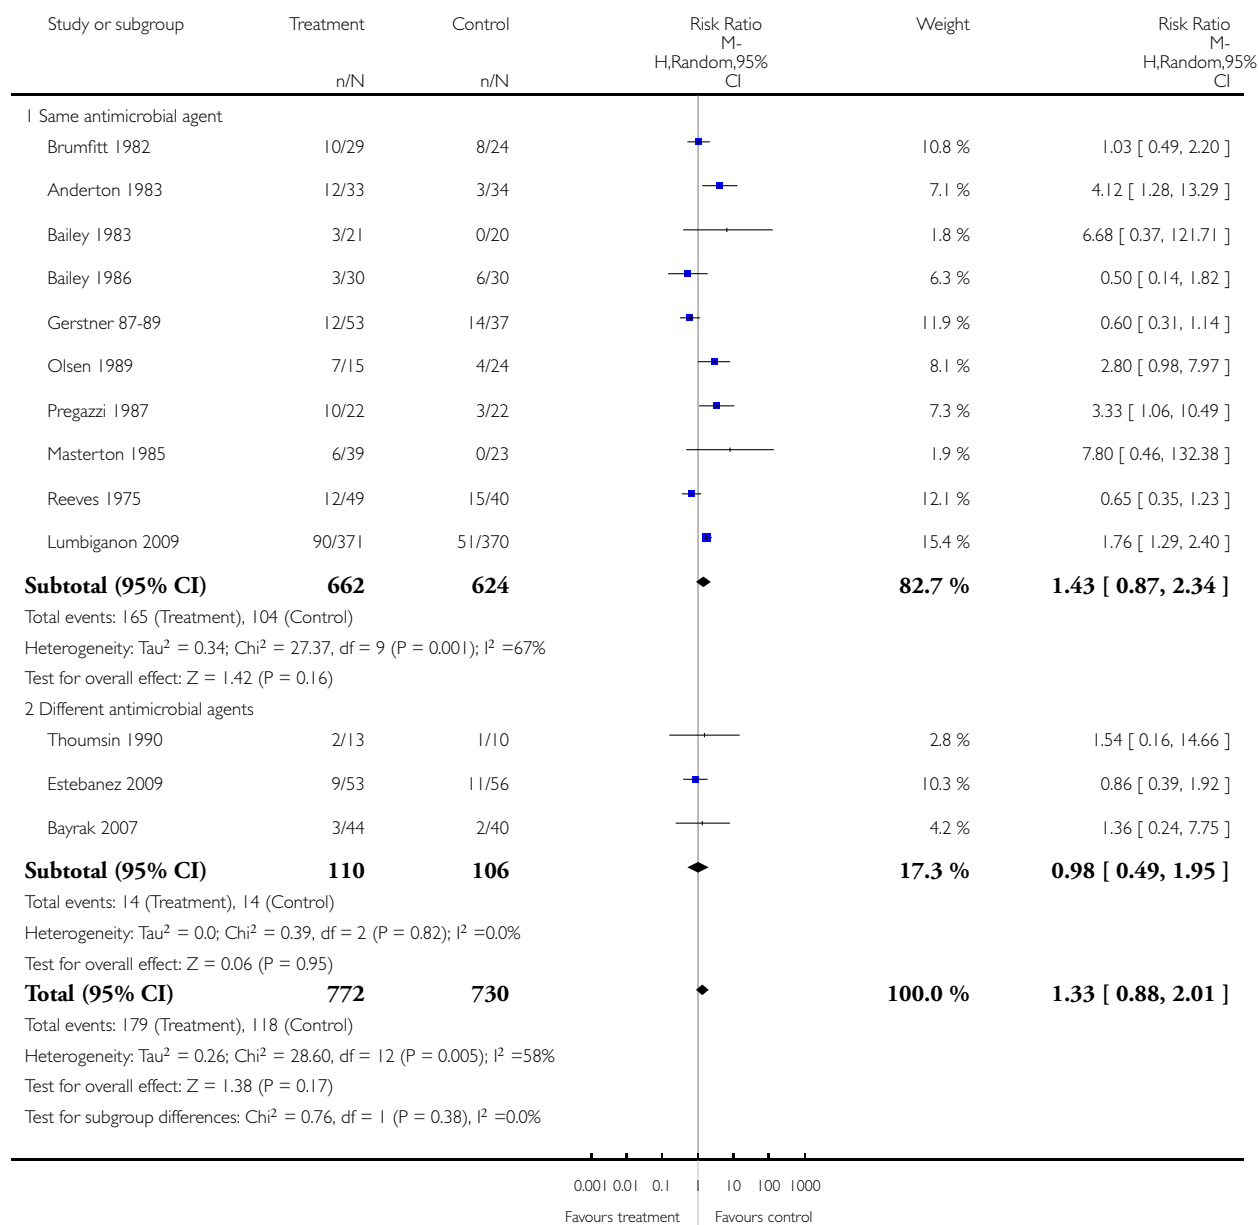 Study or subgroup Treatment Control Risk Ratio Weight Risk Ratio
M- M-
H,Random,95% H,Random,95%
n/N n/N CI CI
1 Same antimicrobial agent
Brumfitt 1982 10/29 8/24 10.8 % 1.03 [ 0.49, 2.20 ]
Anderton 1983 12/33 3/34 7.1 % 4.12 [ 1.28, 13.29 ]
Bailey 1983 3/21 0/20 1.8 % 6.68 [ 0.37, 121.71 ]
Bailey 1986 3/30 6/30 6.3 % 0.50 [ 0.14, 1.82 ]
Gerstner 87-89 12/53 14/37 11.9 % 0.60 [ 0.31, 1.14 ]
Olsen 1989 7/15 4/24 8.1 % 2.80 [ 0.98, 7.97 ]
Pregazzi 1987 10/22 3/22 7.3 % 3.33 [ 1.06, 10.49 ]
Masterton 1985 6/39 0/23 1.9 % 7.80 [ 0.46, 132.38 ]
Reeves 1975 12/49 15/40 12.1 % 0.65 [ 0.35, 1.23 ]
Lumbiganon 2009 90/371 51/370 15.4 % 1.76 [ 1.29, 2.40 ]
Subtotal (95% CI) 662 624 82.7 % 1.43 [ 0.87, 2.34 ]
Total events: 165 (Treatment), 104 (Control)
Heterogeneity: Tau² = 0.34; Chi² = 27.37, df = 9 (P = 0.001); I² =67%
Test for overall effect: Z = 1.42 (P = 0.16)
2 Different antimicrobial agents
Thoumsin 1990 2/13 1/10 2.8 % 1.54 [ 0.16, 14.66 ]
Estebanez 2009 9/53 11/56 10.3 % 0.86 [ 0.39, 1.92 ]
Bayrak 2007 3/44 2/40 4.2 % 1.36 [ 0.24, 7.75 ]
Subtotal (95% CI) 110 106 17.3 % 0.98 [ 0.49, 1.95 ]
Total events: 14 (Treatment), 14 (Control)
Heterogeneity: Tau² = 0.0; Chi² = 0.39, df = 2 (P = 0.82); I² =0.0%
Test for overall effect: Z = 0.06 (P = 0.95)
Total (95% CI) 772 730 100.0 % 1.33 [ 0.88, 2.01 ]
Total events: 179 (Treatment), 118 (Control)
Heterogeneity: Tau² = 0.26; Chi² = 28.60, df = 12 (P = 0.005); I² =58%
Test for overall effect: Z = 1.38 (P = 0.17)
Test for subgroup differences: Chi² = 0.76, df = 1 (P = 0.38), I² =0.0%
0.001 0.01 0.1 1 10 100 1000
Favours treatment Favours control